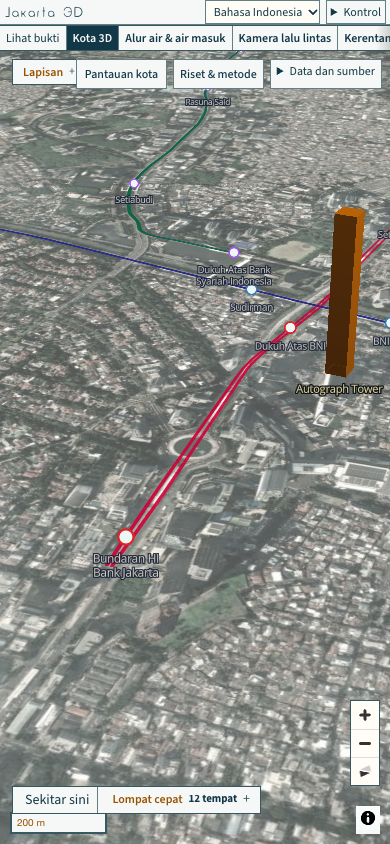 Jakarta 3D
Bahasa Indonesia
Kontrol
Lihat bukti
Kota 3D
Alur air & air masuk
Kamera lalu lintas
Lapisan +
Pantauan kota
Riset & metode
Data dan sumber
Rasuna Said
Setiabudi
Dukuh Atas Bank
Syariah Indonesia
Sudirman
Dukuh Atas BNI
BNI
Autograph Tower
Bundaran HI
Bank Jakarta
Sekitar sini
Lompat cepat 12 tempat +
200 m